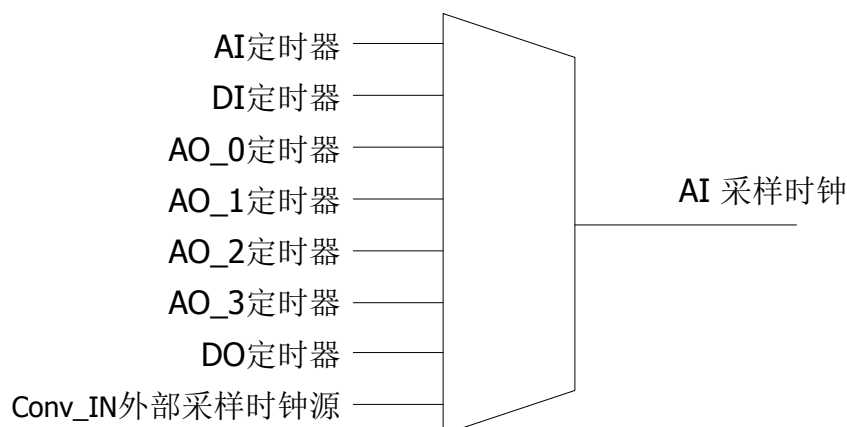 AI定时器
DI定时器
AO_0定时器
AO_1定时器
AO_2定时器
AO_3定时器
DO定时器
Conv_IN外部采样时钟源
AI 采样时钟